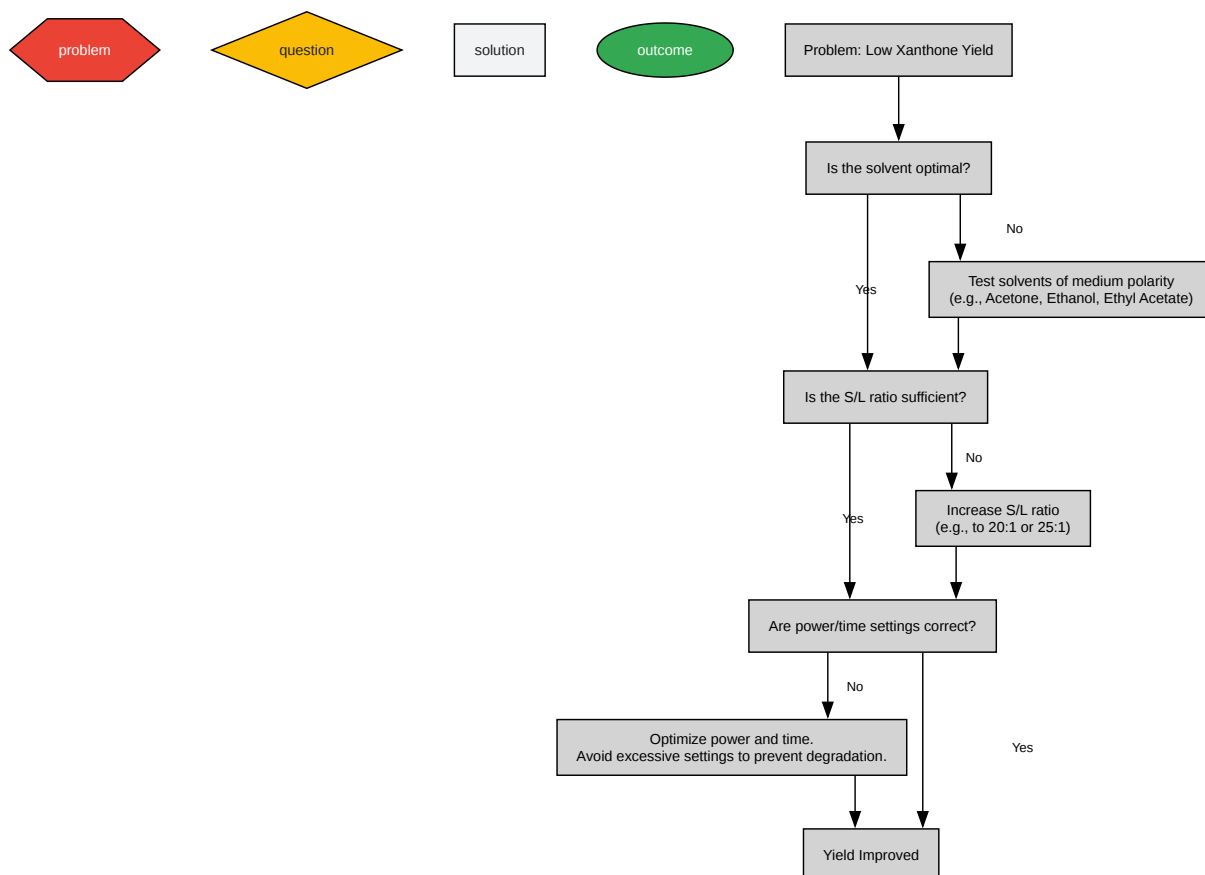 problem
question
solution
outcome
Problem: Low Xanthone Yield
Is the solvent optimal?
No
Yes
Test solvents of medium polarity
(e.g., Acetone, Ethanol, Ethyl Acetate)
Is the S/L ratio sufficient?
No
Yes
Increase S/L ratio
(e.g., to 20:1 or 25:1)
Are power/time settings correct?
No
Optimize power and time.
Avoid excessive settings to prevent degradation.
Yes
Yield Improved